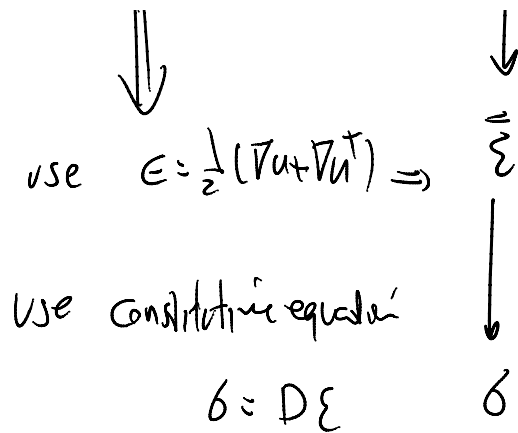 use ϵ = ½(∇u+∇uᵀ) ⇒ ε̿
use constitutive equation
σ = Dε σ